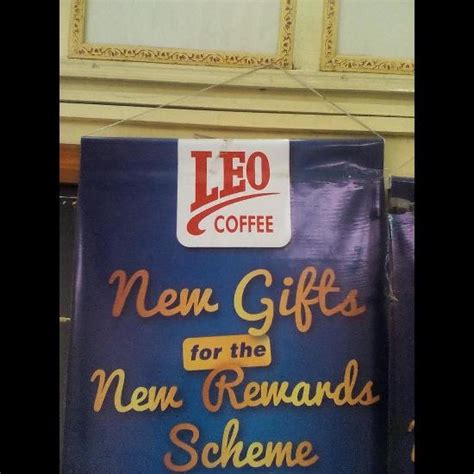 LEO
COFFEE
New Gifts
for the
New Rewards
Scheme